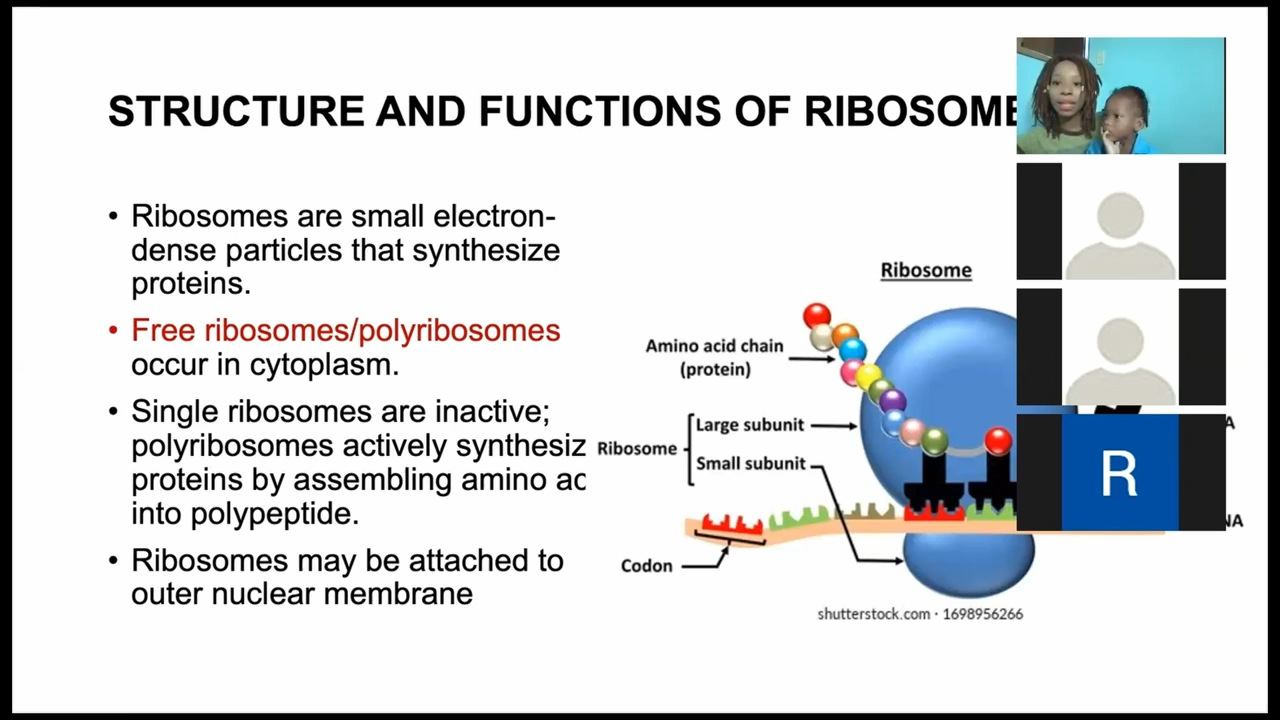 STRUCTURE AND FUNCTIONS OF RIBOSOME
• Ribosomes are small electron-
dense particles that synthesize
proteins.
• Free ribosomes/polyribosomes
occur in cytoplasm.
• Single ribosomes are inactive;
polyribosomes actively synthesiz
proteins by assembling amino ac
into polypeptide.
• Ribosomes may be attached to
outer nuclear membrane
Ribosome
Amino acid chain
(protein)
Large subunit
Ribosome
Small subunit
Codon
A
NA
shutterstock.com · 1698956266
R